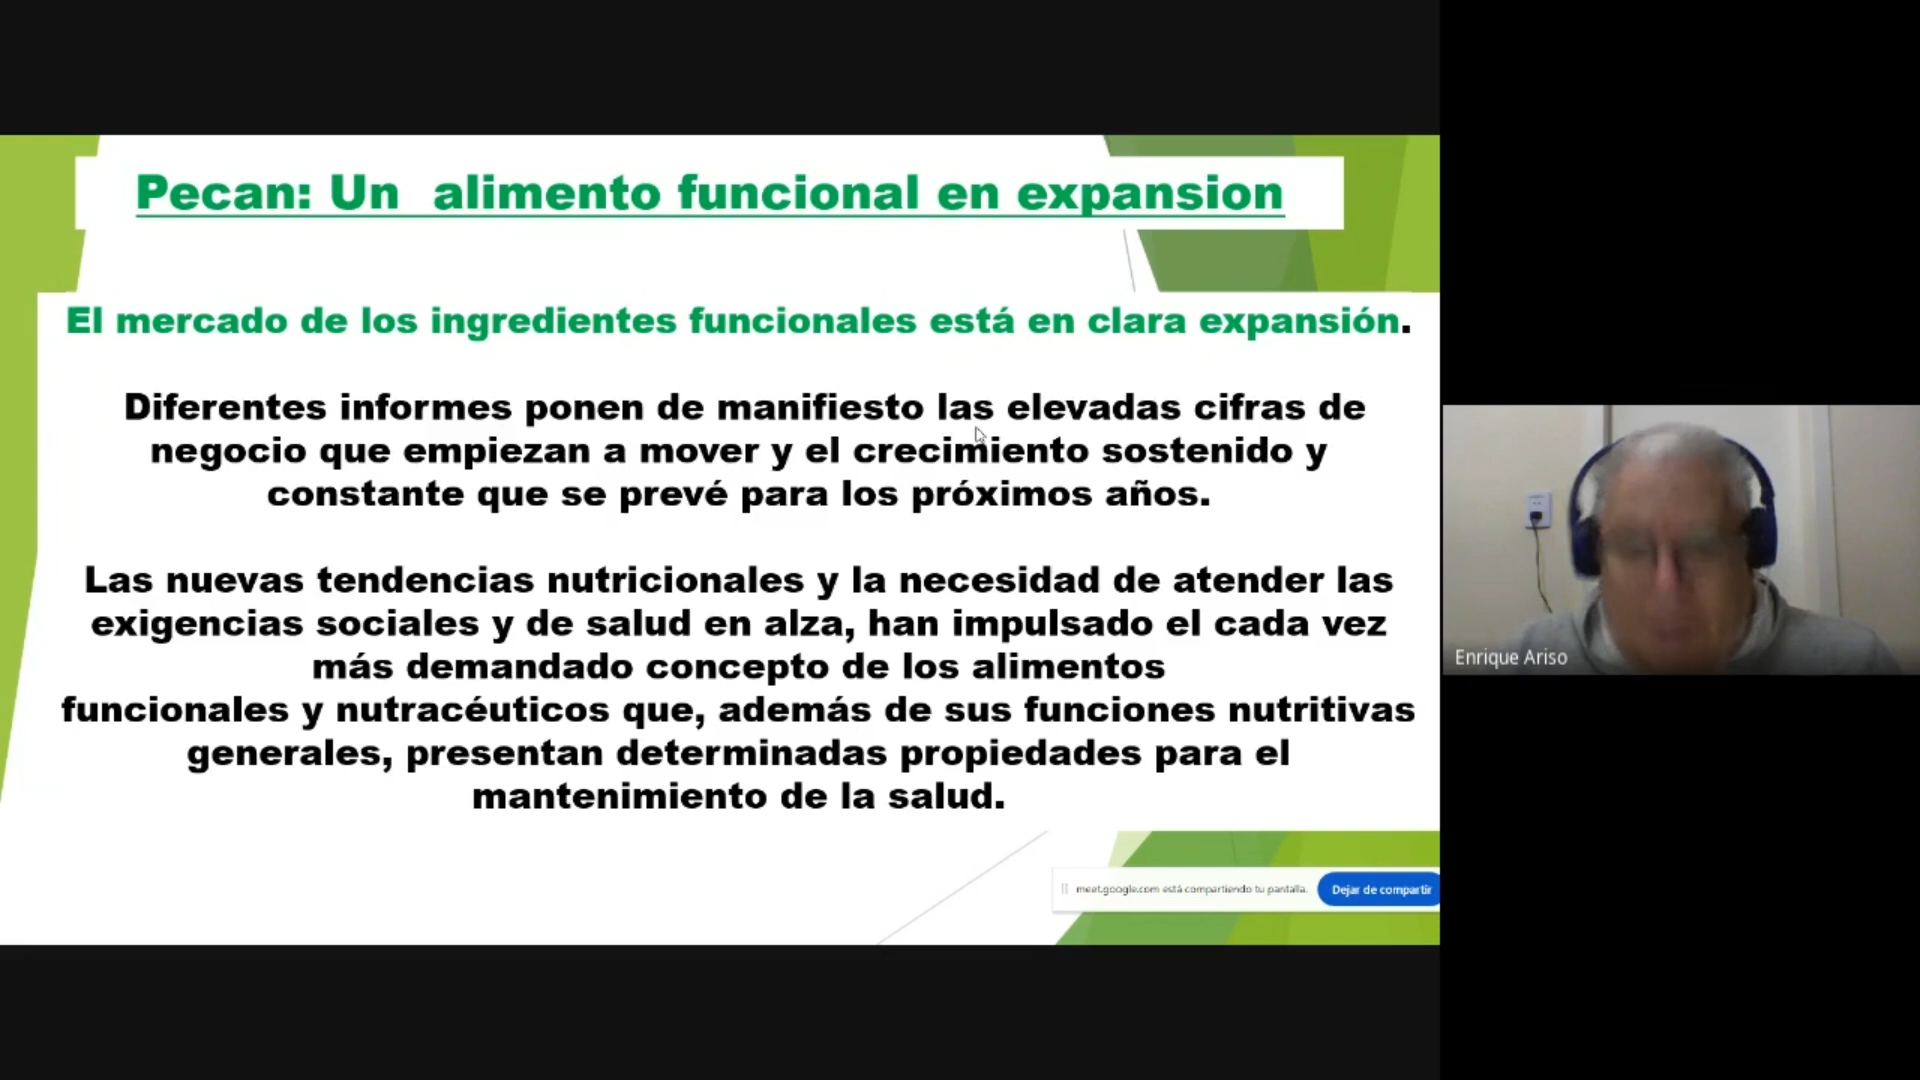 Pecan: Un alimento funcional en expansion
El mercado de los ingredientes funcionales está en clara expansión.
Diferentes informes ponen de manifiesto las elevadas cifras de
negocio que empiezan a mover y el crecimiento sostenido y
constante que se prevé para los próximos años.
Las nuevas tendencias nutricionales y la necesidad de atender las
exigencias sociales y de salud en alza, han impulsado el cada vez
más demandado concepto de los alimentos
funcionales y nutracéuticos que, además de sus funciones nutritivas
generales, presentan determinadas propiedades para el
mantenimiento de la salud.
meet.google.com está compartiendo tu pantalla.
Dejar de compartir
Enrique Ariso